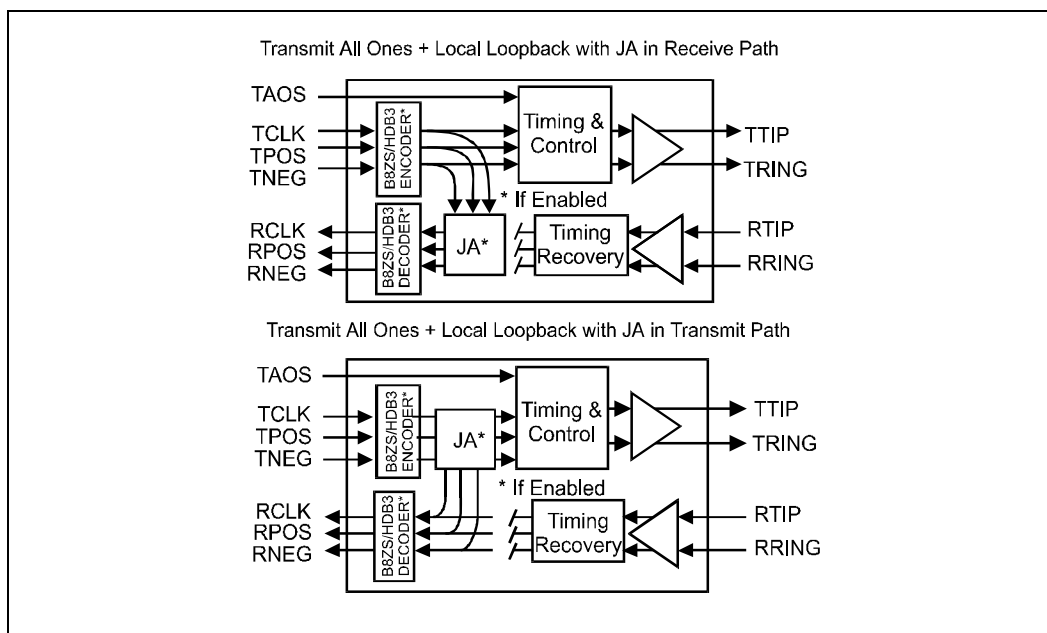 Transmit All Ones + Local Loopback with JA in Receive Path
TAOS
TCLK
TPOS
TNEG
B8ZS/HDB3
ENCODER*
Timing &
Control
TTIP
TRING
* If Enabled
RCLK
RPOS
RNEG
B8ZS/HDB3
DECODER*
JA*
Timing
Recovery
RTIP
RRING
Transmit All Ones + Local Loopback with JA in Transmit Path
TAOS
TCLK
TPOS
TNEG
B8ZS/HDB3
ENCODER*
JA*
Timing &
Control
TTIP
TRING
* If Enabled
RCLK
RPOS
RNEG
B8ZS/HDB3
DECODER*
Timing
Recovery
RTIP
RRING